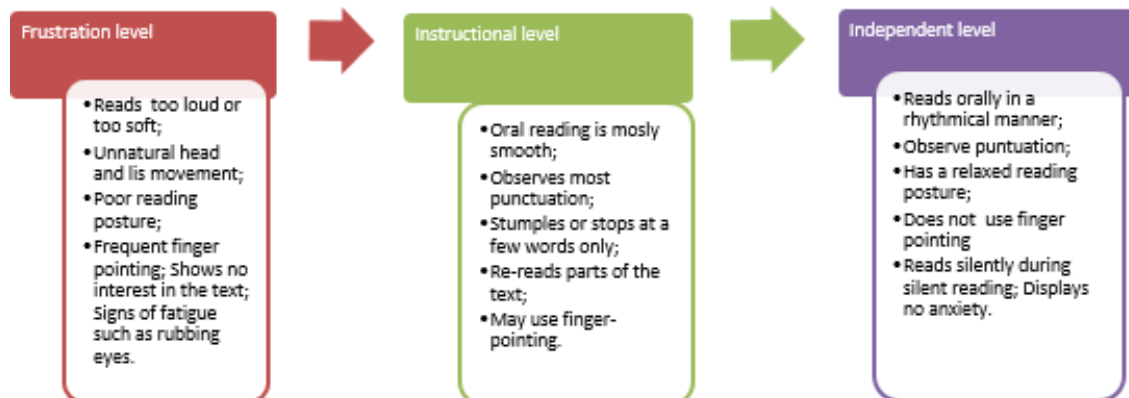 Frustration level
•Reads too loud or
too soft;
•Unnatural head
and lis movement;
•Poor reading
posture;
•Frequent finger
pointing; Shows no
interest in the text;
Signs of fatigue
such as rubbing
eyes.
Instructional level
•Oral reading is mosly
smooth;
•Observes most
punctuation;
•Stumples or stops at a
few words only;
•Re-reads parts of the
text;
•May use finger-
pointing.
Independent level
•Reads orally in a
rhythmical manner;
•Observe puntuation;
•Has a relaxed reading
posture;
•Does not use finger
pointing
•Reads silently during
silent reading; Displays
no anxiety.